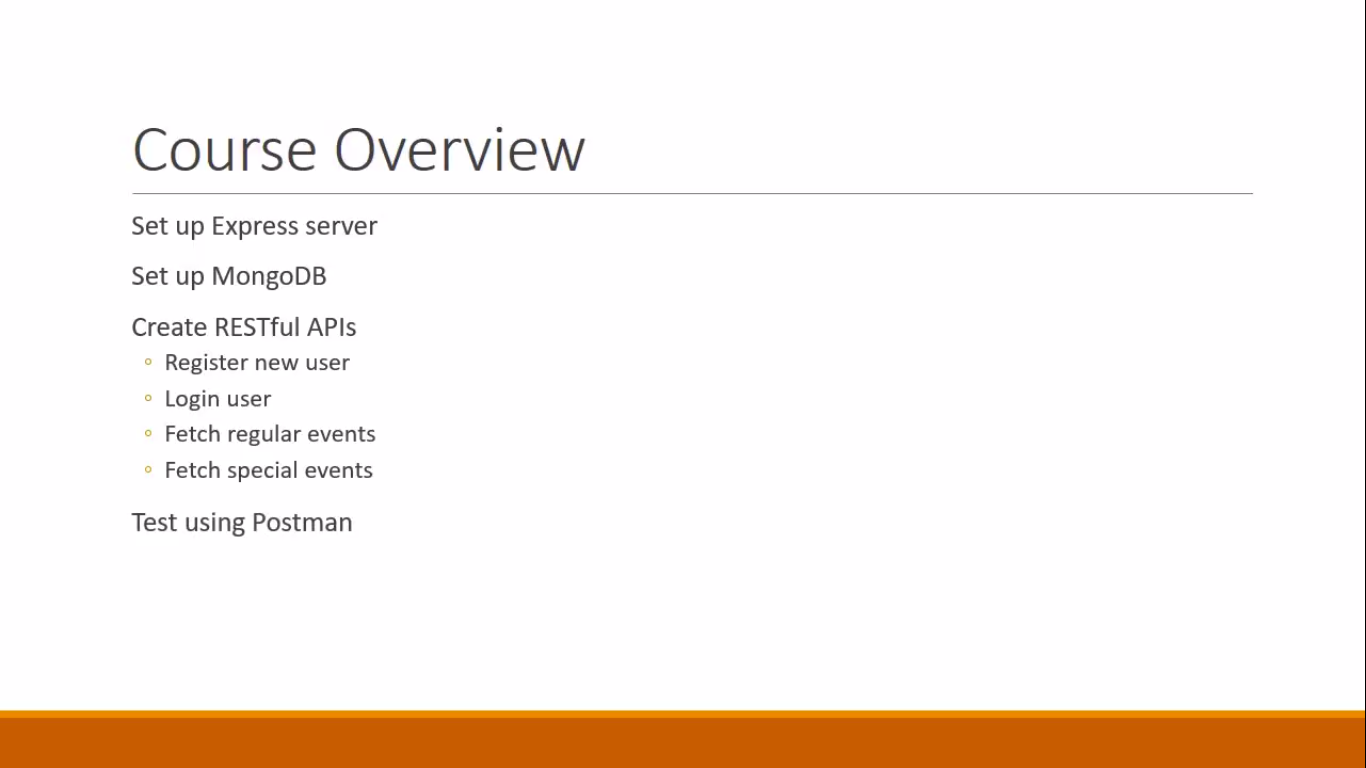 Course Overview
Set up Express server
Set up MongoDB
Create RESTful APIs
◦ Register new user
◦ Login user
◦ Fetch regular events
◦ Fetch special events
Test using Postman